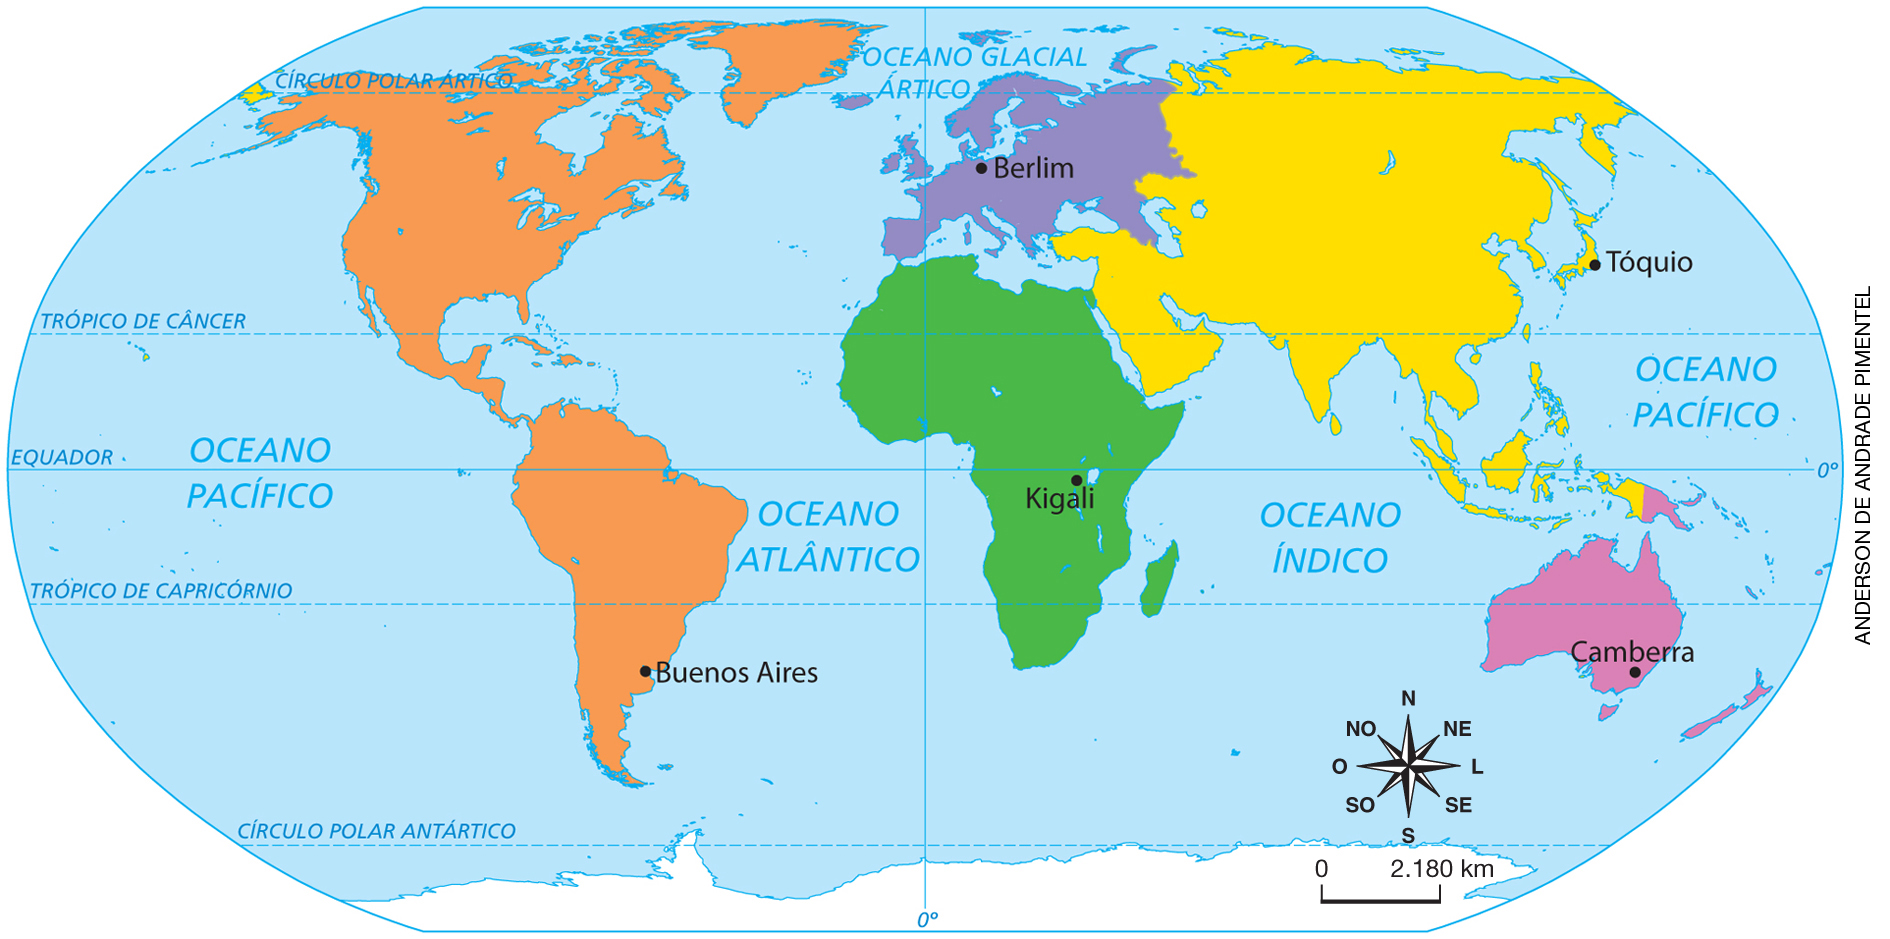 OCEANO GLACIAL
ÁRTICO
CÍRCULO POLAR ÁRTICO
Berlim
Tóquio
TRÓPICO DE CÂNCER
OCEANO
PACÍFICO
EQUADOR
OCEANO
PACÍFICO
0º
Kigali
OCEANO
ATLÂNTICO
OCEANO
ÍNDICO
TRÓPICO DE CAPRICÓRNIO
Buenos Aires
Camberra
N
NO
NE
O
L
SO
SE
S
CÍRCULO POLAR ANTÁRTICO
0
2.180 km
0º
ANDERSON DE ANDRADE PIMENTEL